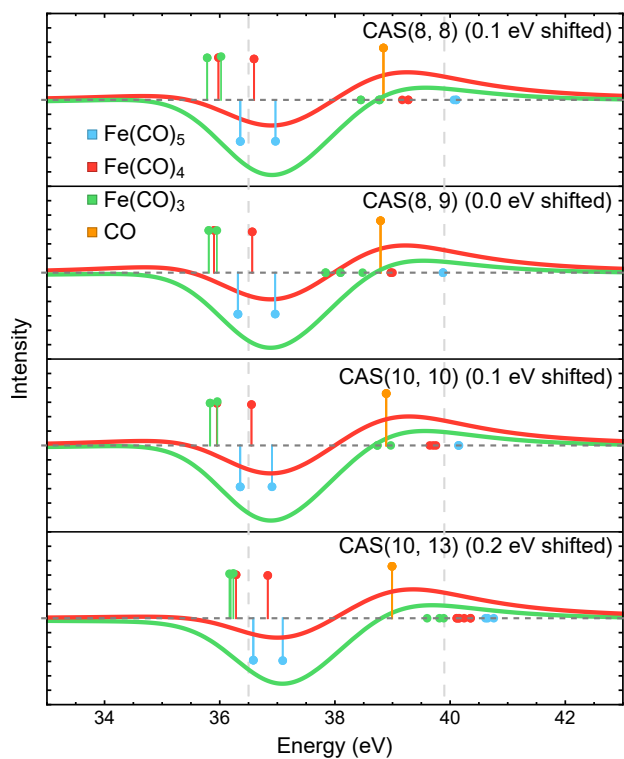 CAS(8, 8) (0.1 eV shifted)
Fe(CO)₅
Fe(CO)₄
Fe(CO)₃
CO
CAS(8, 9) (0.0 eV shifted)
Intensity
CAS(10, 10) (0.1 eV shifted)
CAS(10, 13) (0.2 eV shifted)
34 36 38 40 42
Energy (eV)